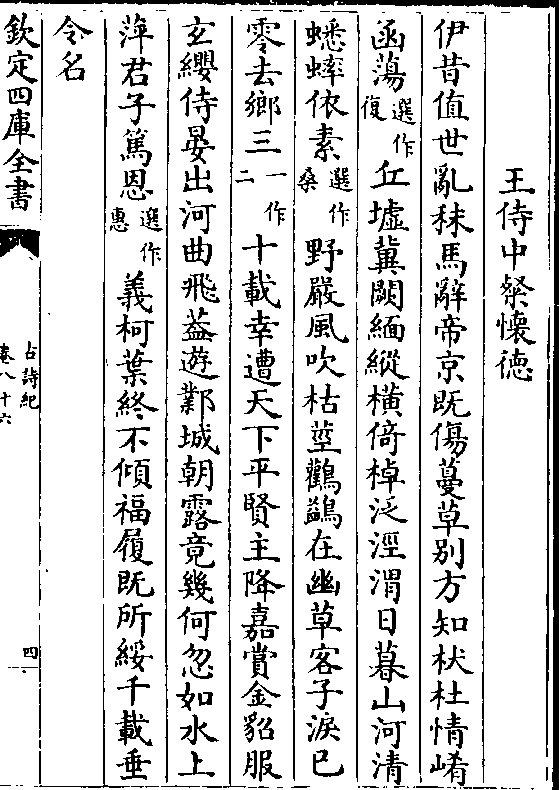 王侍中粲懷德
伊昔值世亂秣馬辭帝京既傷蔓草别方知杕杜情崤
函蕩選作復丘墟冀闕緬縱橫倚棹泛涇渭日暮山河清
蟋蟀依素選作桑野嚴風吹枯莖鸛鷁在幽草客子淚已
零去鄉三一作二十載幸遭天下平賢主降嘉賞金貂服
玄纓侍晏出河曲飛葢遊鄴城朝露竟幾何忽如水上
萍君子篤恩選作惠義柯葉終不傾福履既所綏千載垂
令名
欽定四庫全書
古詩紀
卷八十六
四